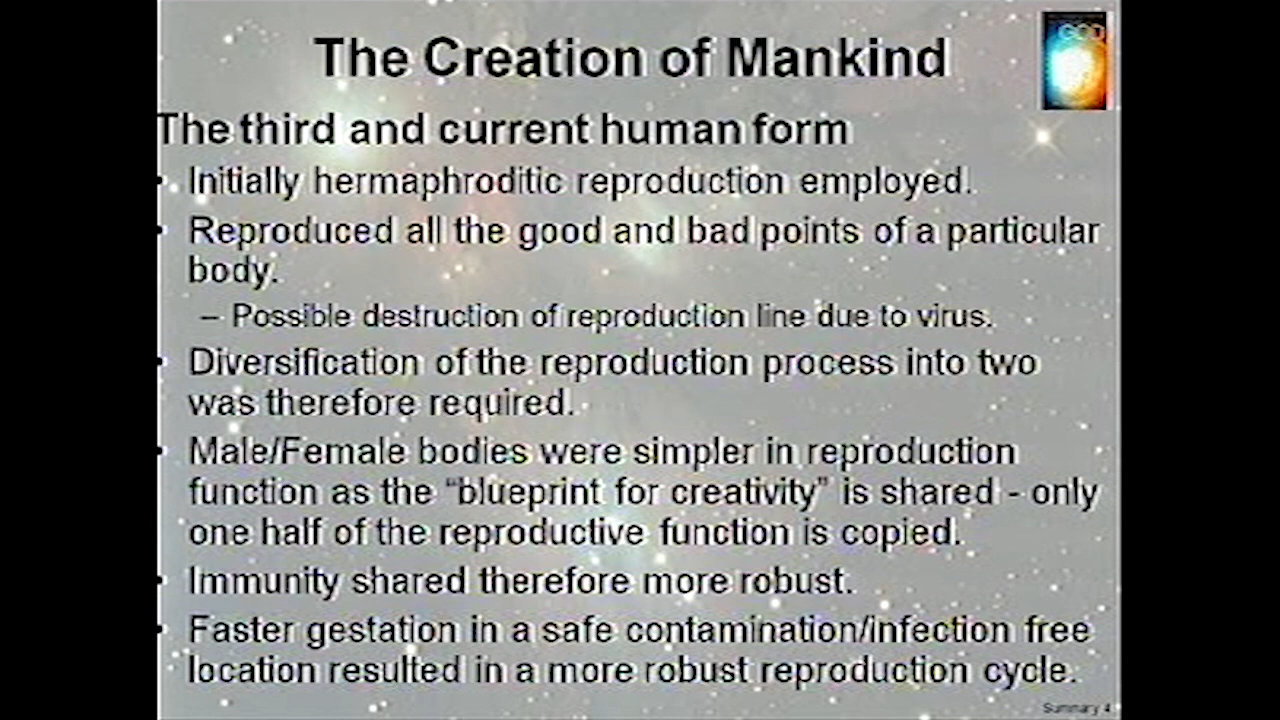 The Creation of Mankind
GOD
The third and current human form
• Initially hermaphroditic reproduction employed.
• Reproduced all the good and bad points of a particular
body.
– Possible destruction of reproduction line due to virus.
• Diversification of the reproduction process into two
was therefore required.
• Male/Female bodies were simpler in reproduction
function as the “blueprint for creativity” is shared - only
one half of the reproductive function is copied.
• Immunity shared therefore more robust.
• Faster gestation in a safe contamination/infection free
location resulted in a more robust reproduction cycle.
Summary 4